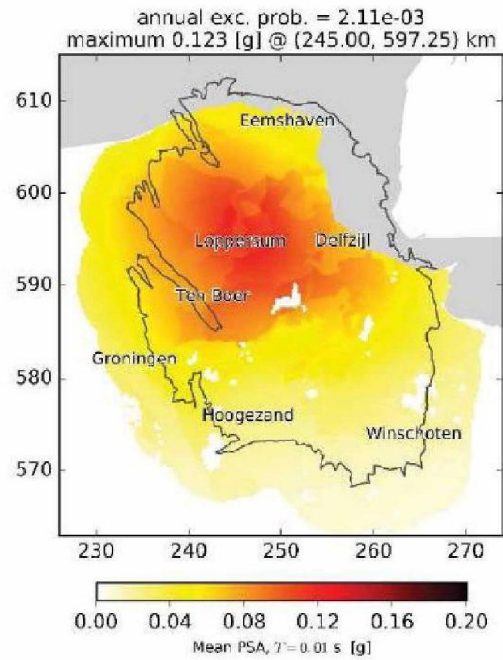 annual exc. prob. = 2.11e-03
maximum 0.123 [g] @ (245.00, 597.25) km
610
Eemshaven
600
Loppersum Delfzijl
590
Ten Boer
Groningen
580
Hoogezand
Winschoten
570
230 240 250 260 270
0.00 0.04 0.08 0.12 0.16 0.20
Mean PSA, T=0.01 s [g]